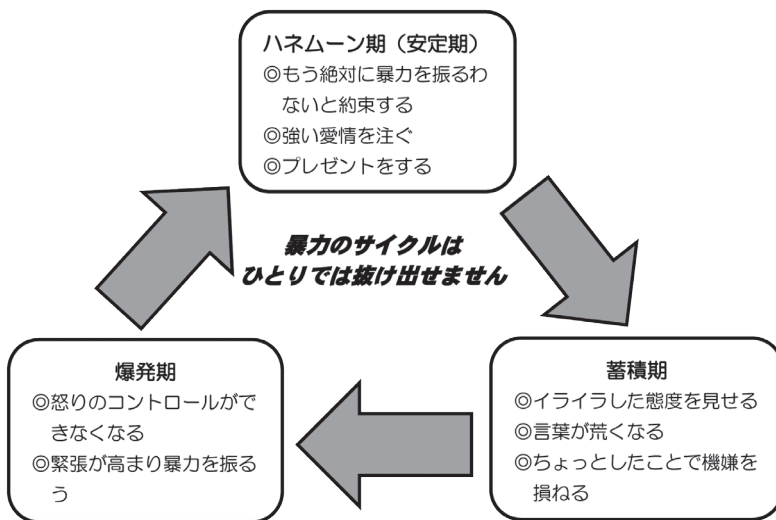 ハネムーン期（安定期）
◎もう絶対に暴力を振るわ
ないと約束する
◎強い愛情を注ぐ
◎プレゼントをする
暴力のサイクルは
ひとりでは抜け出せません
爆発期
◎怒りのコントロールがで
きなくなる
◎緊張が高まり暴力を振る
う
蓄積期
◎イライラした態度を見せる
◎言葉が荒くなる
◎ちょっとしたことで機嫌を
損ねる